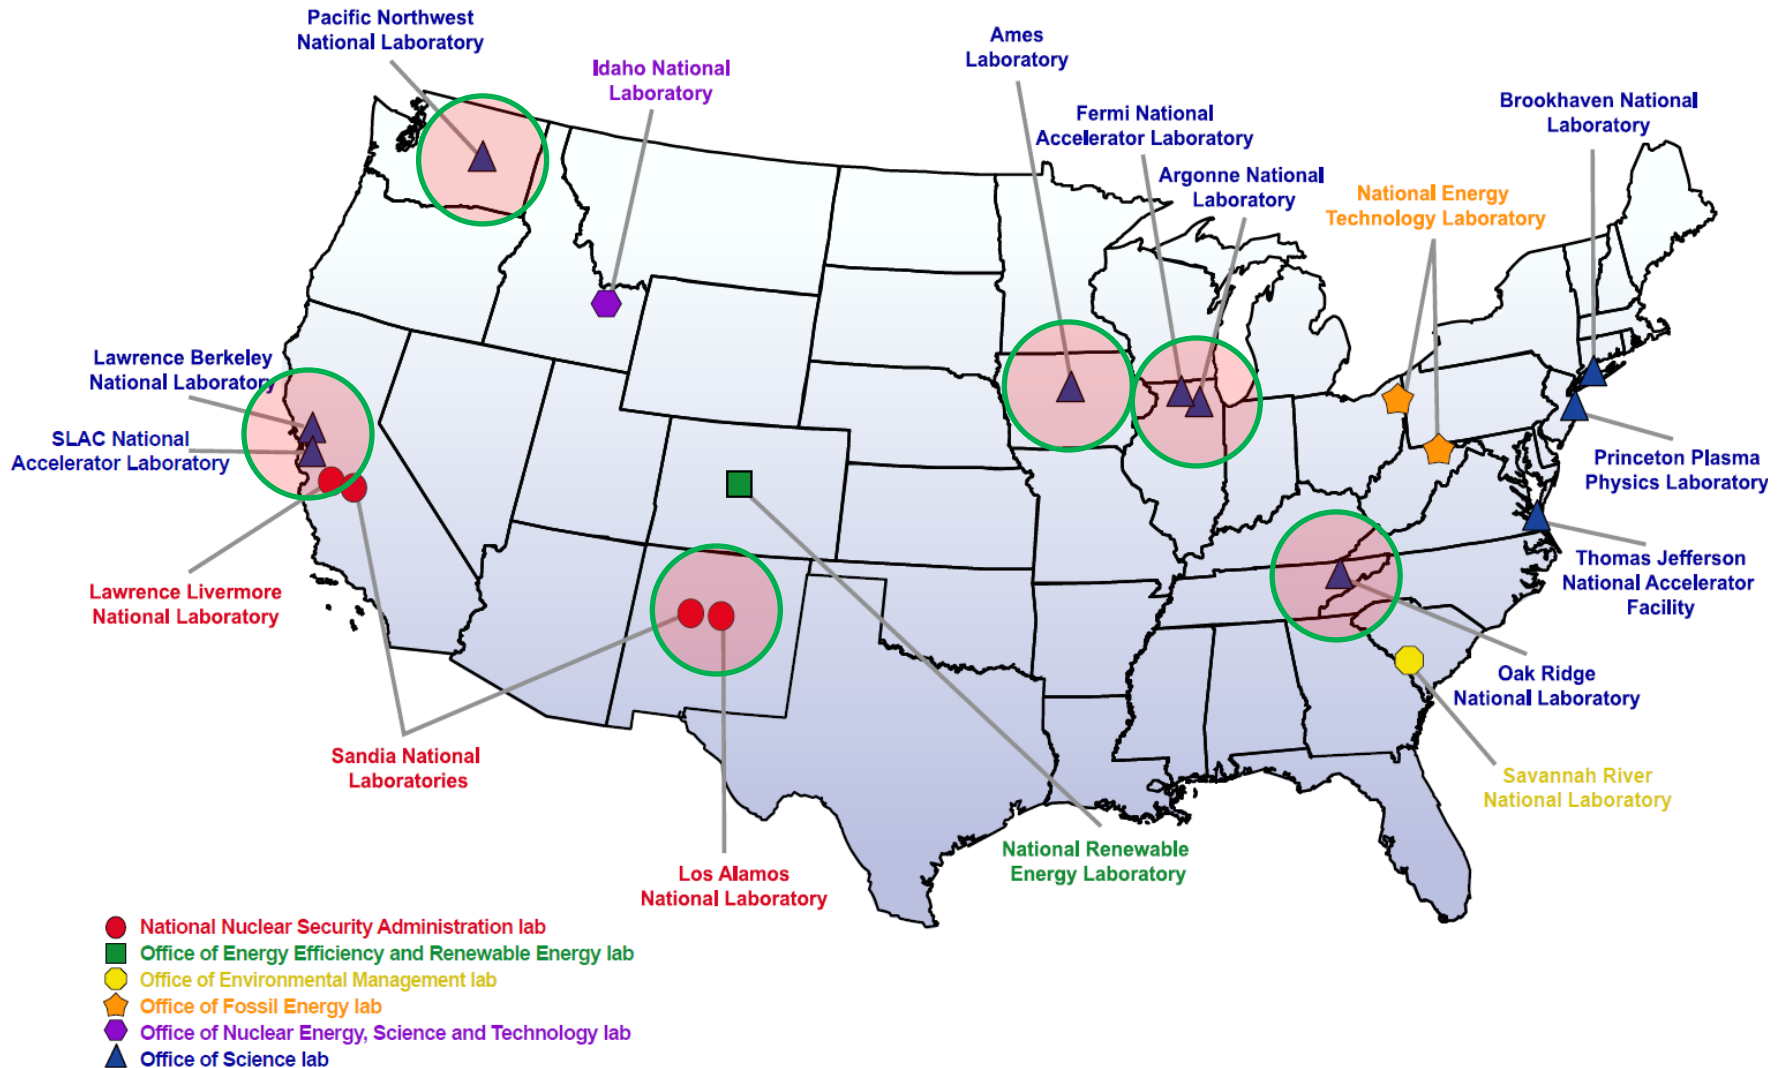 Pacific Northwest
National Laboratory
Idaho National
Laboratory
Ames
Laboratory
Fermi National
Accelerator Laboratory
Argonne National
Laboratory
Brookhaven National
Laboratory
National Energy
Technology Laboratory
Lawrence Berkeley
National Laboratory
SLAC National
Accelerator Laboratory
Princeton Plasma
Physics Laboratory
Thomas Jefferson
National Accelerator
Facility
Lawrence Livermore
National Laboratory
Oak Ridge
National Laboratory
Sandia National
Laboratories
Savannah River
National Laboratory
National Renewable
Energy Laboratory
Los Alamos
National Laboratory
National Nuclear Security Administration lab
Office of Energy Efficiency and Renewable Energy lab
Office of Environmental Management lab
Office of Fossil Energy lab
Office of Nuclear Energy, Science and Technology lab
Office of Science lab